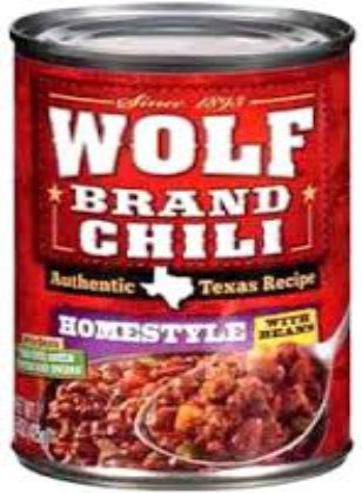 Since 1895
WOLF
BRAND
CHILI
Authentic Texas Recipe
HOMESTYLE
WITH
BEANS